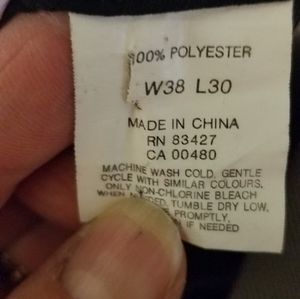 100% POLYESTER
W38 L30
MADE IN CHINA
RN 83427
CA 00480
MACHINE WASH COLD, GENTLE
CYCLE WITH SIMILAR COLOURS.
ONLY NON-CHLORINE BLEACH
WHEN NEEDED. TUMBLE DRY LOW.
PROMPTLY.
IF NEEDED